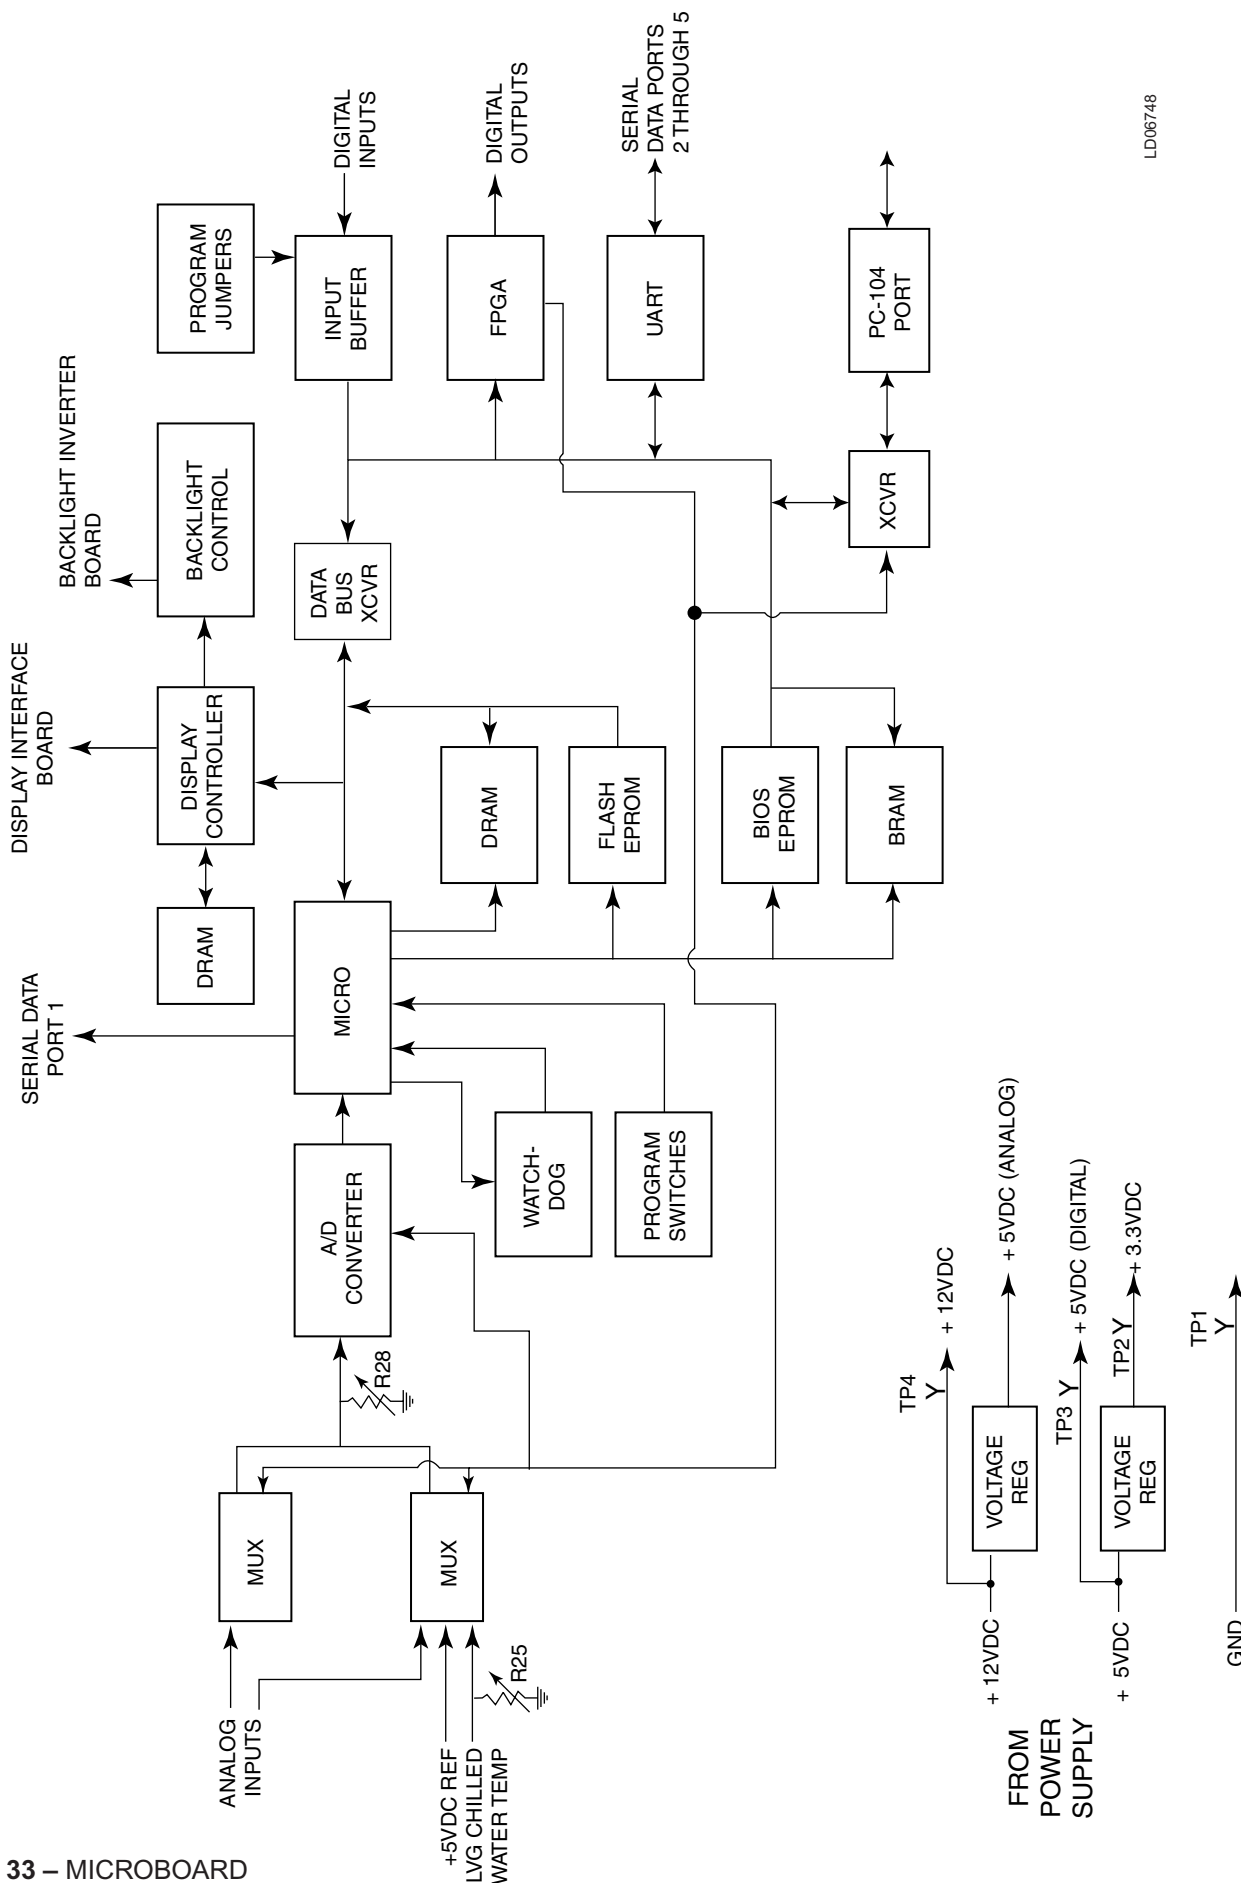 SERIAL DATA
PORT 1
DISPLAY INTERFACE
BOARD
BACKLIGHT INVERTER
BOARD
DRAM
DISPLAY
CONTROLLER
BACKLIGHT
CONTROL
PROGRAM
JUMPERS
ANALOG
INPUTS
MUX
A/D
CONVERTER
MICRO
DATA
BUS
XCVR
INPUT
BUFFER
DIGITAL
INPUTS
R28
+5VDC REF
LVG CHILLED
WATER TEMP
R25
MUX
WATCH-
DOG
DRAM
FPGA
DIGITAL
OUTPUTS
PROGRAM
SWITCHES
FLASH
EPROM
UART
SERIAL
DATA PORTS
2 THROUGH 5
BIOS
EPROM
BRAM
XCVR
PC-104
PORT
FROM
POWER
SUPPLY
+ 12VDC
VOLTAGE
REG
TP4
Y
+ 12VDC
+ 5VDC (ANALOG)
+ 5VDC
VOLTAGE
REG
TP3 Y
+ 5VDC (DIGITAL)
TP2 Y
+ 3.3VDC
GND
TP1
Y
LD06748
33 – MICROBOARD